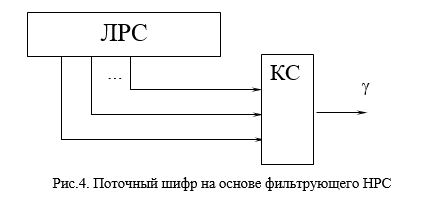 ЛРС
...
КС
γ
Рис.4. Поточный шифр на основе фильтрующего НРС